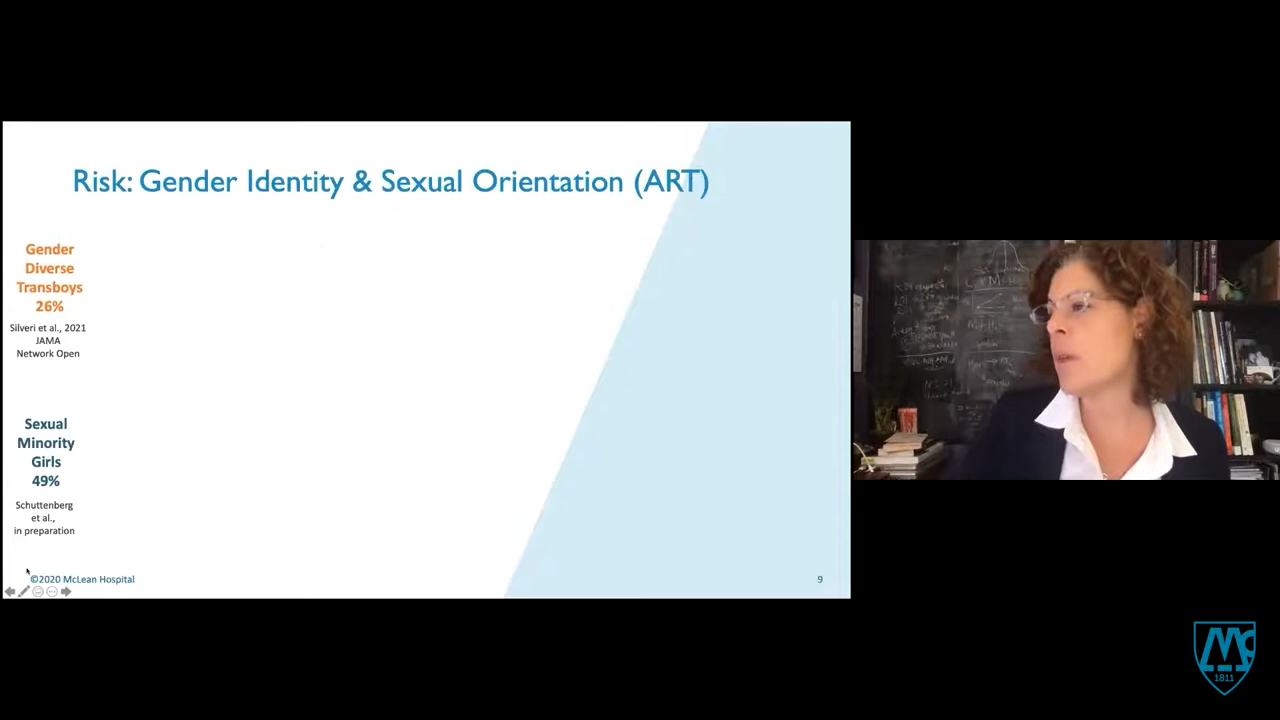 Risk: Gender Identity & Sexual Orientation (ART)
Gender
Diverse
Transboys
26%
Silveri et al., 2021
JAMA
Network Open
Sexual
Minority
Girls
49%
Schuttenberg
et al.,
in preparation
©2020 McLean Hospital
9
1811